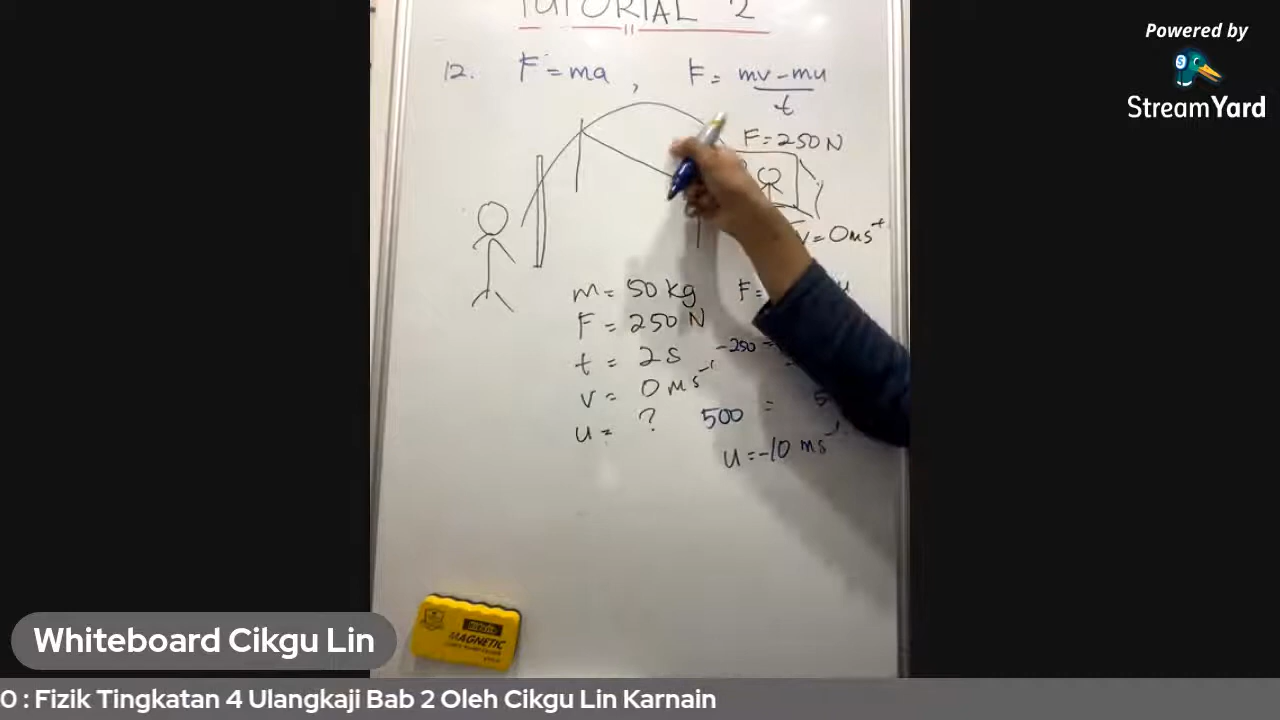 TUTORIAL 2
12. F = ma , F = mv - mu
t
F = 250 N
v = 0 ms⁻¹
m = 50 kg
F = 250 N
t = 2 s
v = 0 ms⁻¹
u = ?
F =
-250 =
500 =
u = -10 ms⁻¹
Powered by
StreamYard
MAGNETIC
Whiteboard Cikgu Lin
0 : Fizik Tingkatan 4 Ulangkaji Bab 2 Oleh Cikgu Lin Karnain